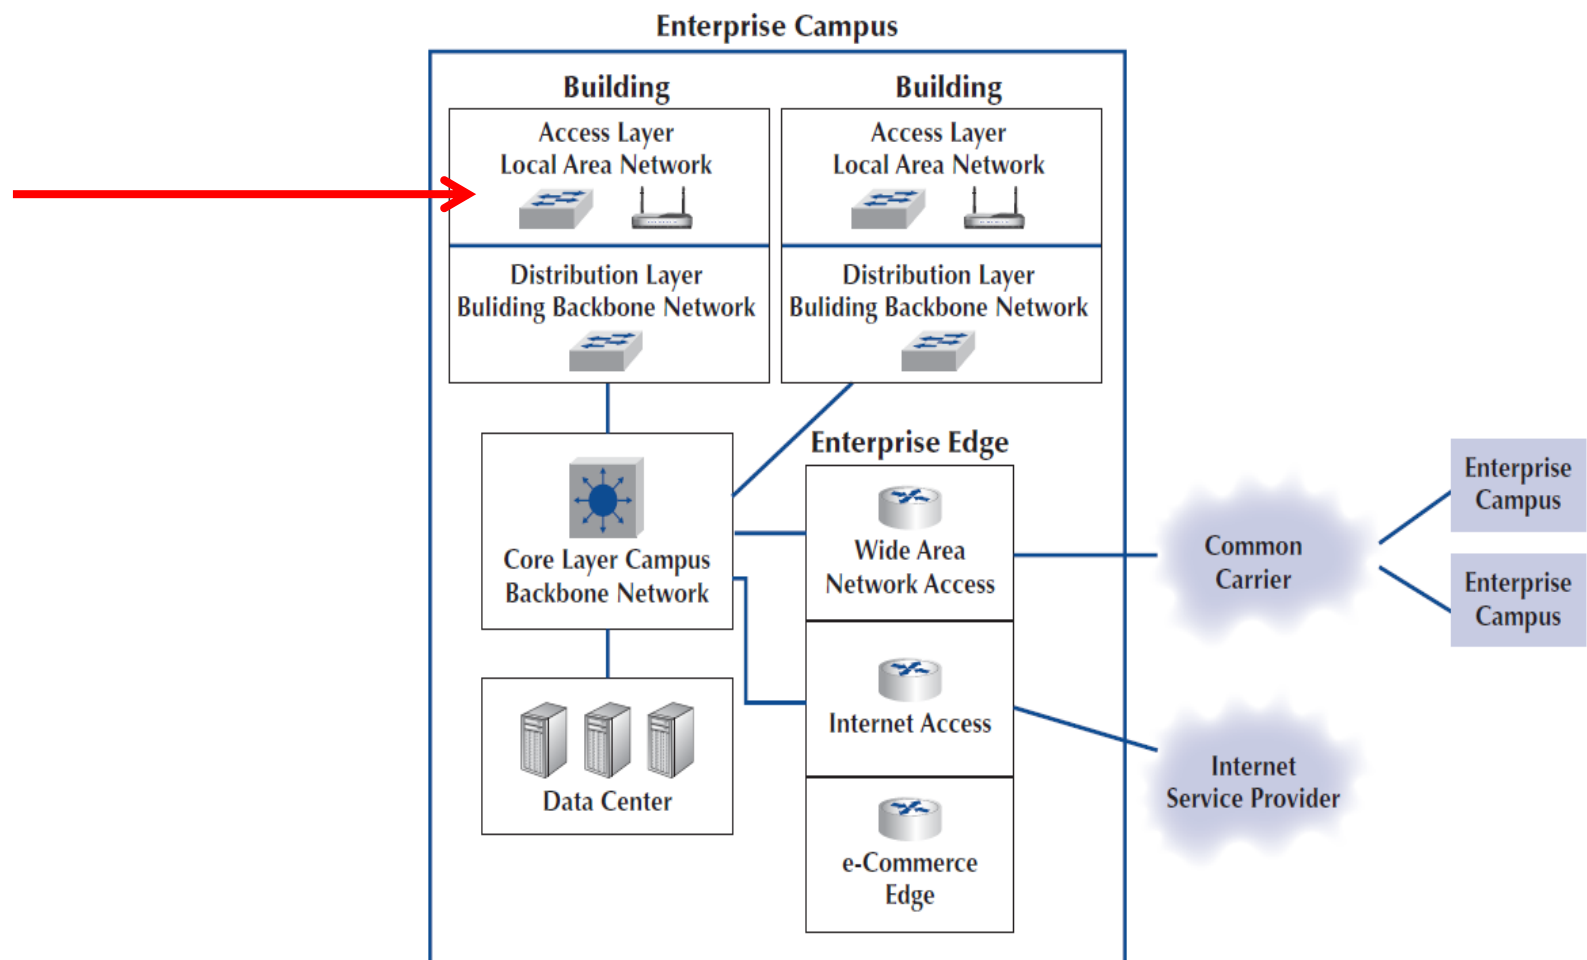 Enterprise Campus
Building
Access Layer
Local Area Network
Distribution Layer
Buliding Backbone Network
Building
Access Layer
Local Area Network
Distribution Layer
Buliding Backbone Network
Core Layer Campus
Backbone Network
Data Center
Enterprise Edge
Wide Area
Network Access
Internet Access
e-Commerce
Edge
Common
Carrier
Enterprise
Campus
Enterprise
Campus
Internet
Service Provider